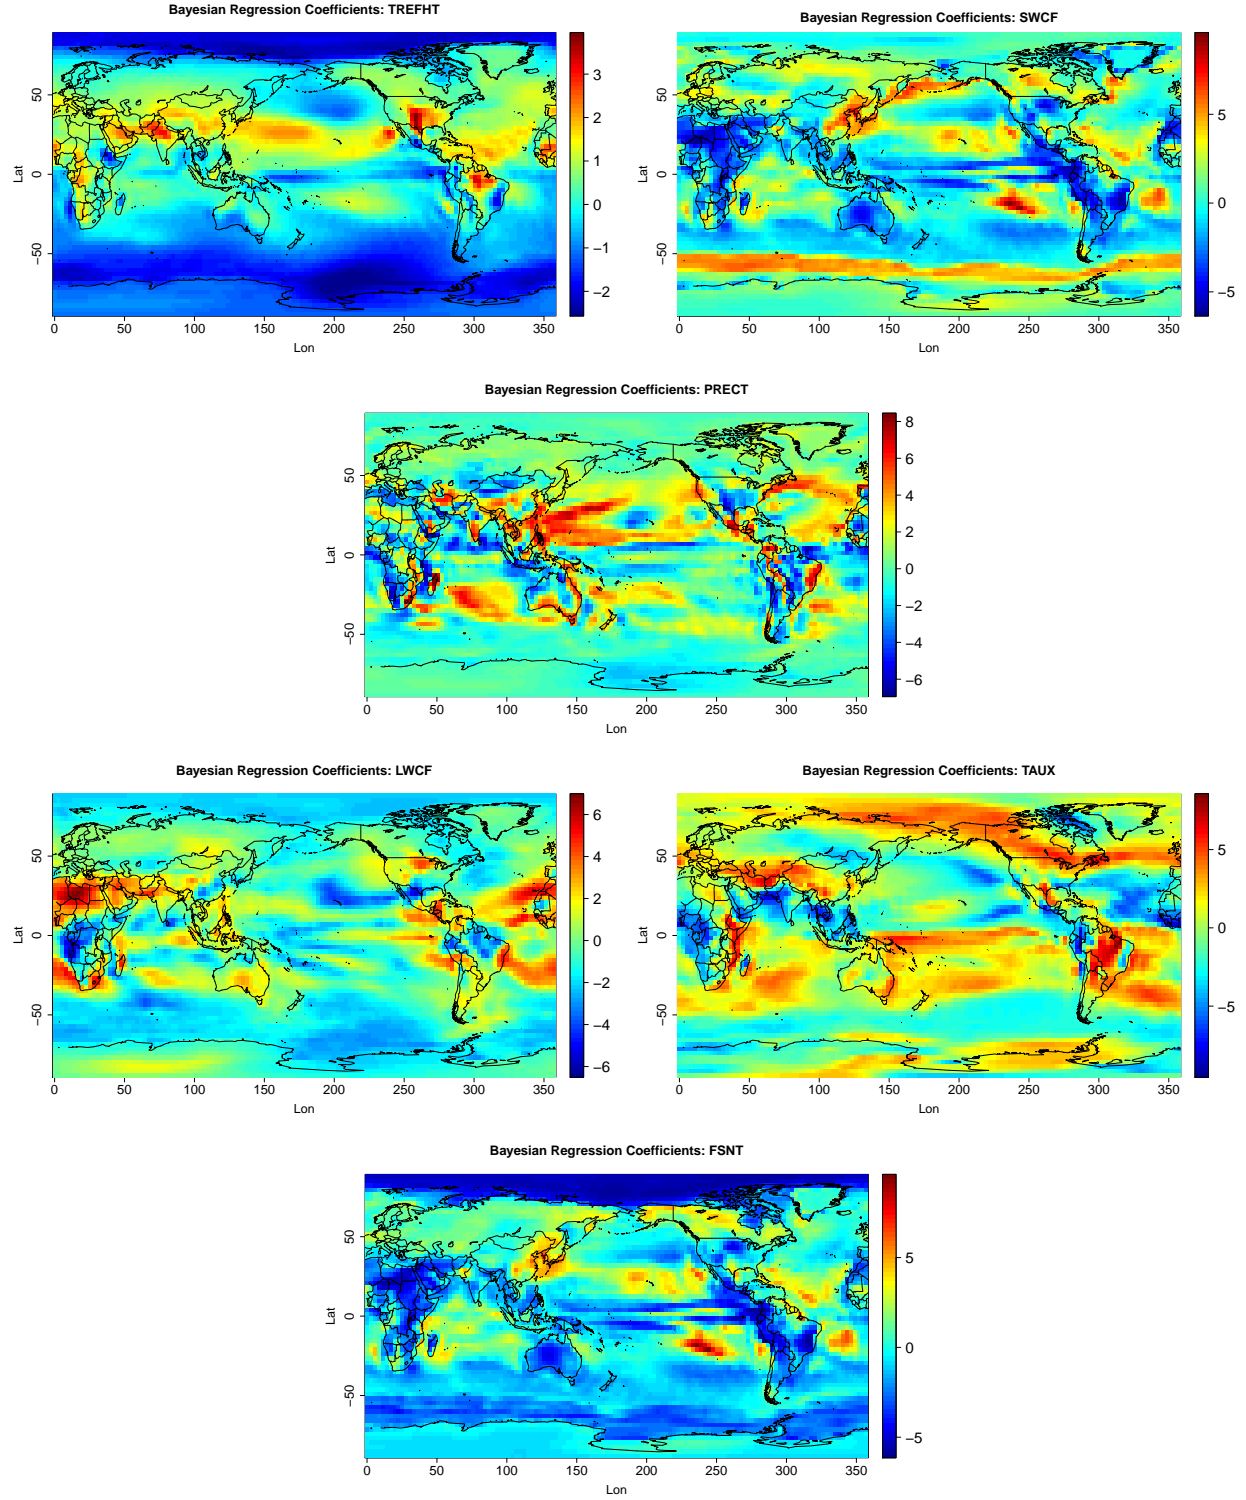 Bayesian Regression Coefficients: TREFHT
Lat
50
0
−50
3
2
1
0
−1
−2
0 50 100 150 200 250 300 350
Lon
Bayesian Regression Coefficients: SWCF
Lat
50
0
−50
5
0
−5
0 50 100 150 200 250 300 350
Lon
Bayesian Regression Coefficients: PRECT
Lat
50
0
−50
8
6
4
2
0
−2
−4
−6
0 50 100 150 200 250 300 350
Lon
Bayesian Regression Coefficients: LWCF
Lat
50
0
−50
6
4
2
0
−2
−4
−6
0 50 100 150 200 250 300 350
Lon
Bayesian Regression Coefficients: TAUX
Lat
50
0
−50
5
0
−5
0 50 100 150 200 250 300 350
Lon
Bayesian Regression Coefficients: FSNT
Lat
50
0
−50
5
0
−5
0 50 100 150 200 250 300 350
Lon